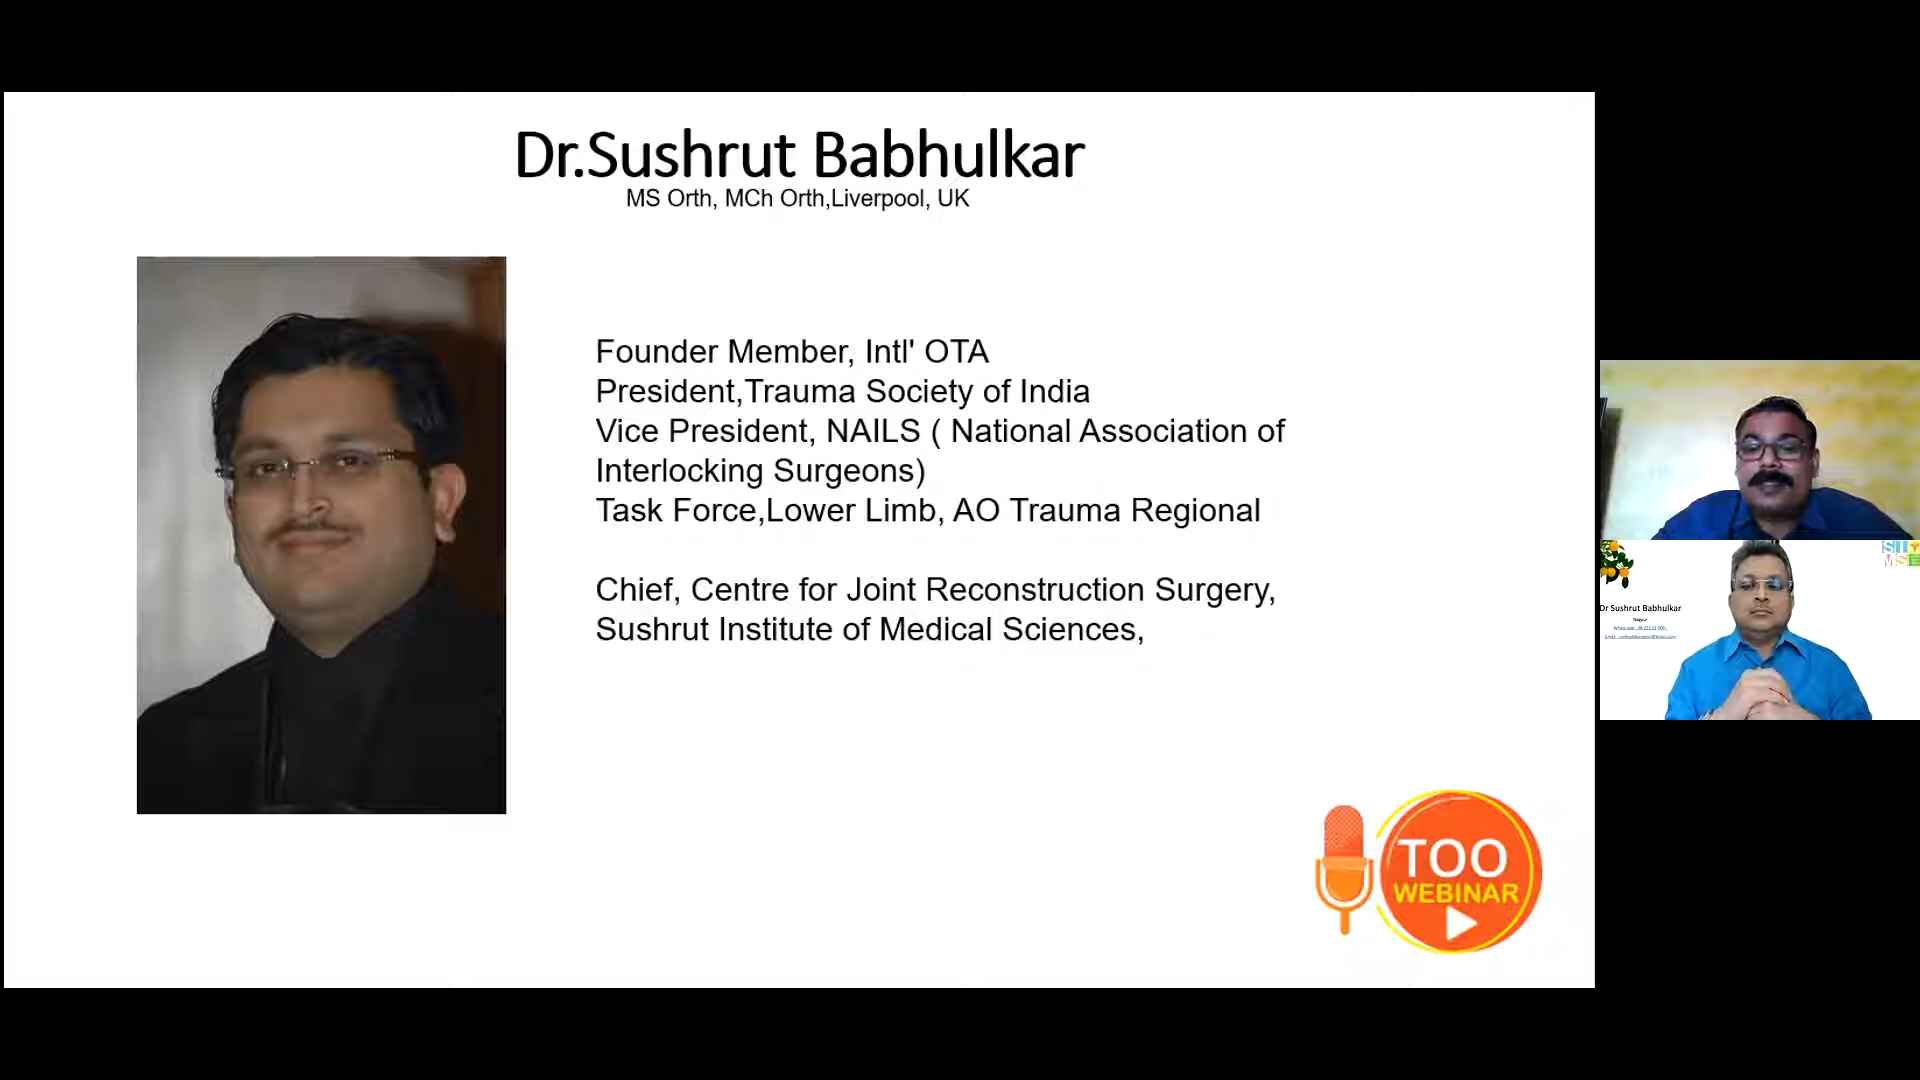 Dr.Sushrut Babhulkar
MS Orth, MCh Orth,Liverpool, UK
Founder Member, Intl' OTA
President,Trauma Society of India
Vice President, NAILS ( National Association of
Interlocking Surgeons)
Task Force,Lower Limb, AO Trauma Regional
Chief, Centre for Joint Reconstruction Surgery,
Sushrut Institute of Medical Sciences,
TOO
WEBINAR
Dr Sushrut Babhulkar
Nagpur